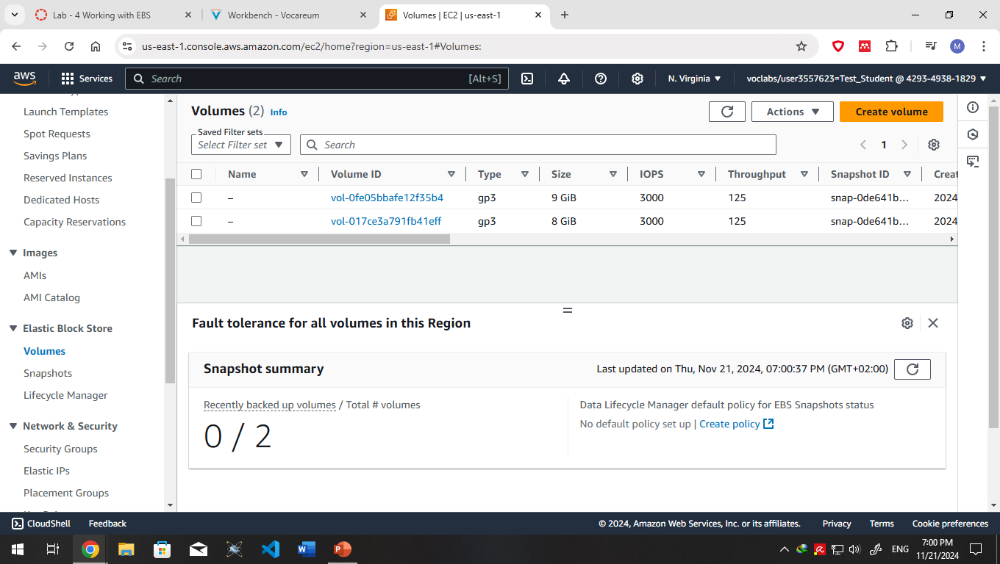 Lab - 4 Working with EBS
Workbench - Vocareum
Volumes | EC2 | us-east-1
us-east-1.console.aws.amazon.com/ec2/home?region=us-east-1#Volumes:
M
aws
Services
Search
[Alt+S]
N. Virginia
voclabs/user3557623=Test_Student @ 4293-4938-1829
Launch Templates
Spot Requests
Savings Plans
Reserved Instances
Dedicated Hosts
Capacity Reservations
Images
AMIs
AMI Catalog
Elastic Block Store
Volumes
Snapshots
Lifecycle Manager
Network & Security
Security Groups
Elastic IPs
Placement Groups
Volumes (2) Info
Actions
Create volume
Saved Filter sets
Select Filter set
Search
1
Name Volume ID Type Size IOPS Throughput Snapshot ID Creat
– vol-0fe05bbafe12f35b4 gp3 9 GiB 3000 125 snap-0de641b... 2024
– vol-017ce3a791fb41eff gp3 8 GiB 3000 125 snap-0de641b... 2024
Fault tolerance for all volumes in this Region
Snapshot summary
Last updated on Thu, Nov 21, 2024, 07:00:37 PM (GMT+02:00)
Recently backed up volumes / Total # volumes
0 / 2
Data Lifecycle Manager default policy for EBS Snapshots status
No default policy set up | Create policy
CloudShell
Feedback
© 2024, Amazon Web Services, Inc. or its affiliates.
Privacy
Terms
Cookie preferences
ENG
7:00 PM
11/21/2024